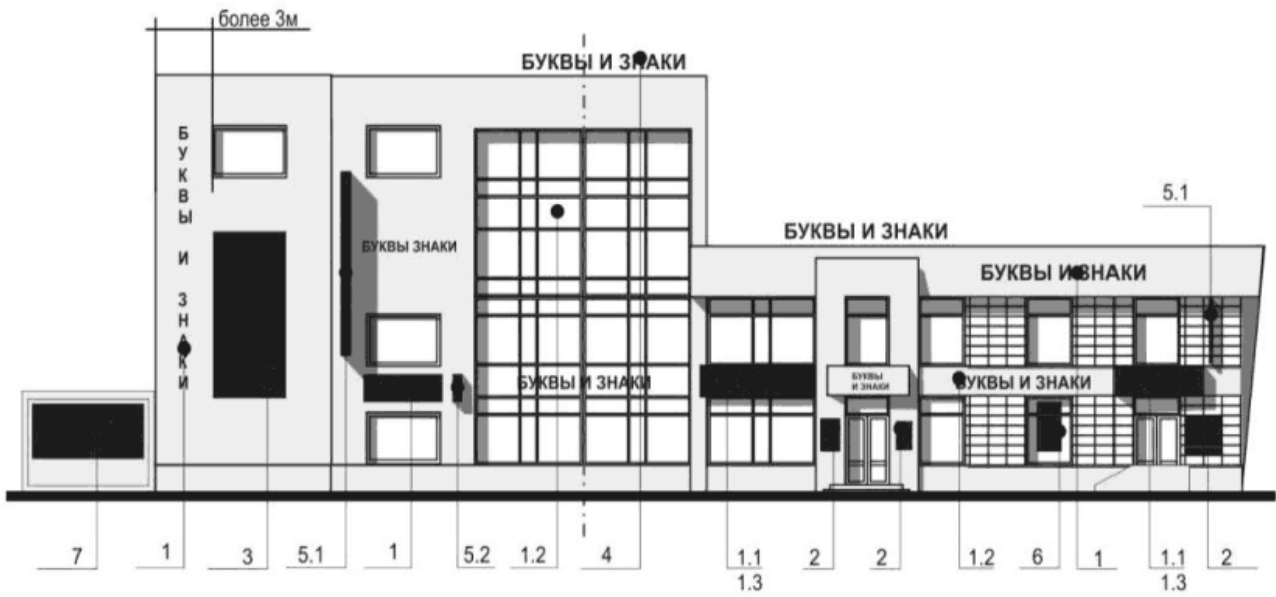 более 3м
БУКВЫ И ЗНАКИ
БУКВЫ И ЗНАКИ
5.1
БУКВЫ И ЗНАКИ
БУКВЫ ЗНАКИ
БУКВЫ И ЗНАКИ
БУКВЫ И ЗНАКИ
БУКВЫ
И ЗНАКИ
БУКВЫ И ЗНАКИ
7 1 3 5.1 1 5.2 1.2 4 1.1 2 2 1.2 6 1 1.1 2
1.3 1.3